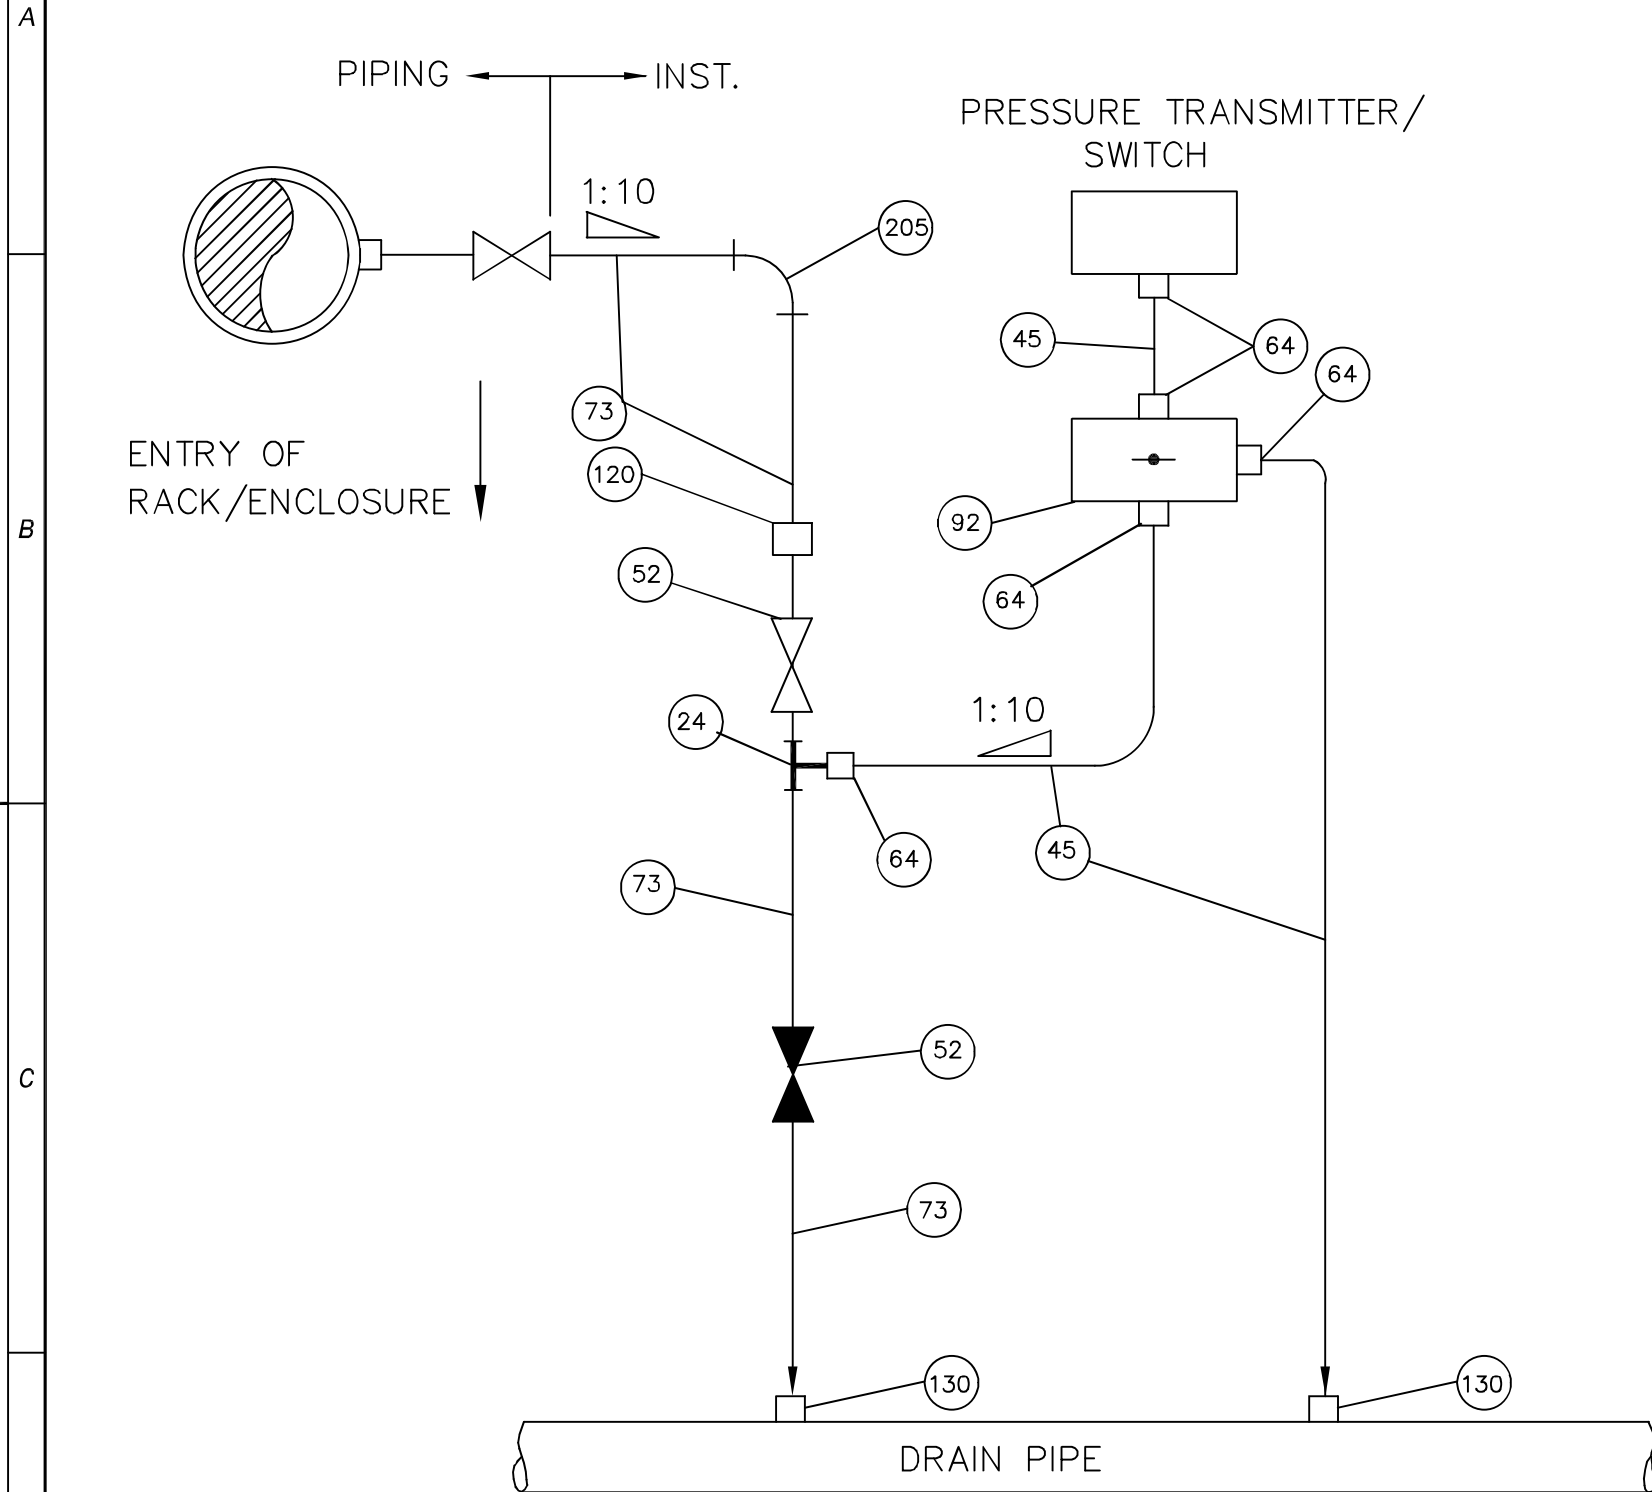 A
PIPING
INST.
PRESSURE TRANSMITTER/
SWITCH
1:10
205
45
64
64
73
ENTRY OF
RACK/ENCLOSURE
120
92
B
52
64
24
1:10
64
45
73
52
C
73
130
130
DRAIN PIPE